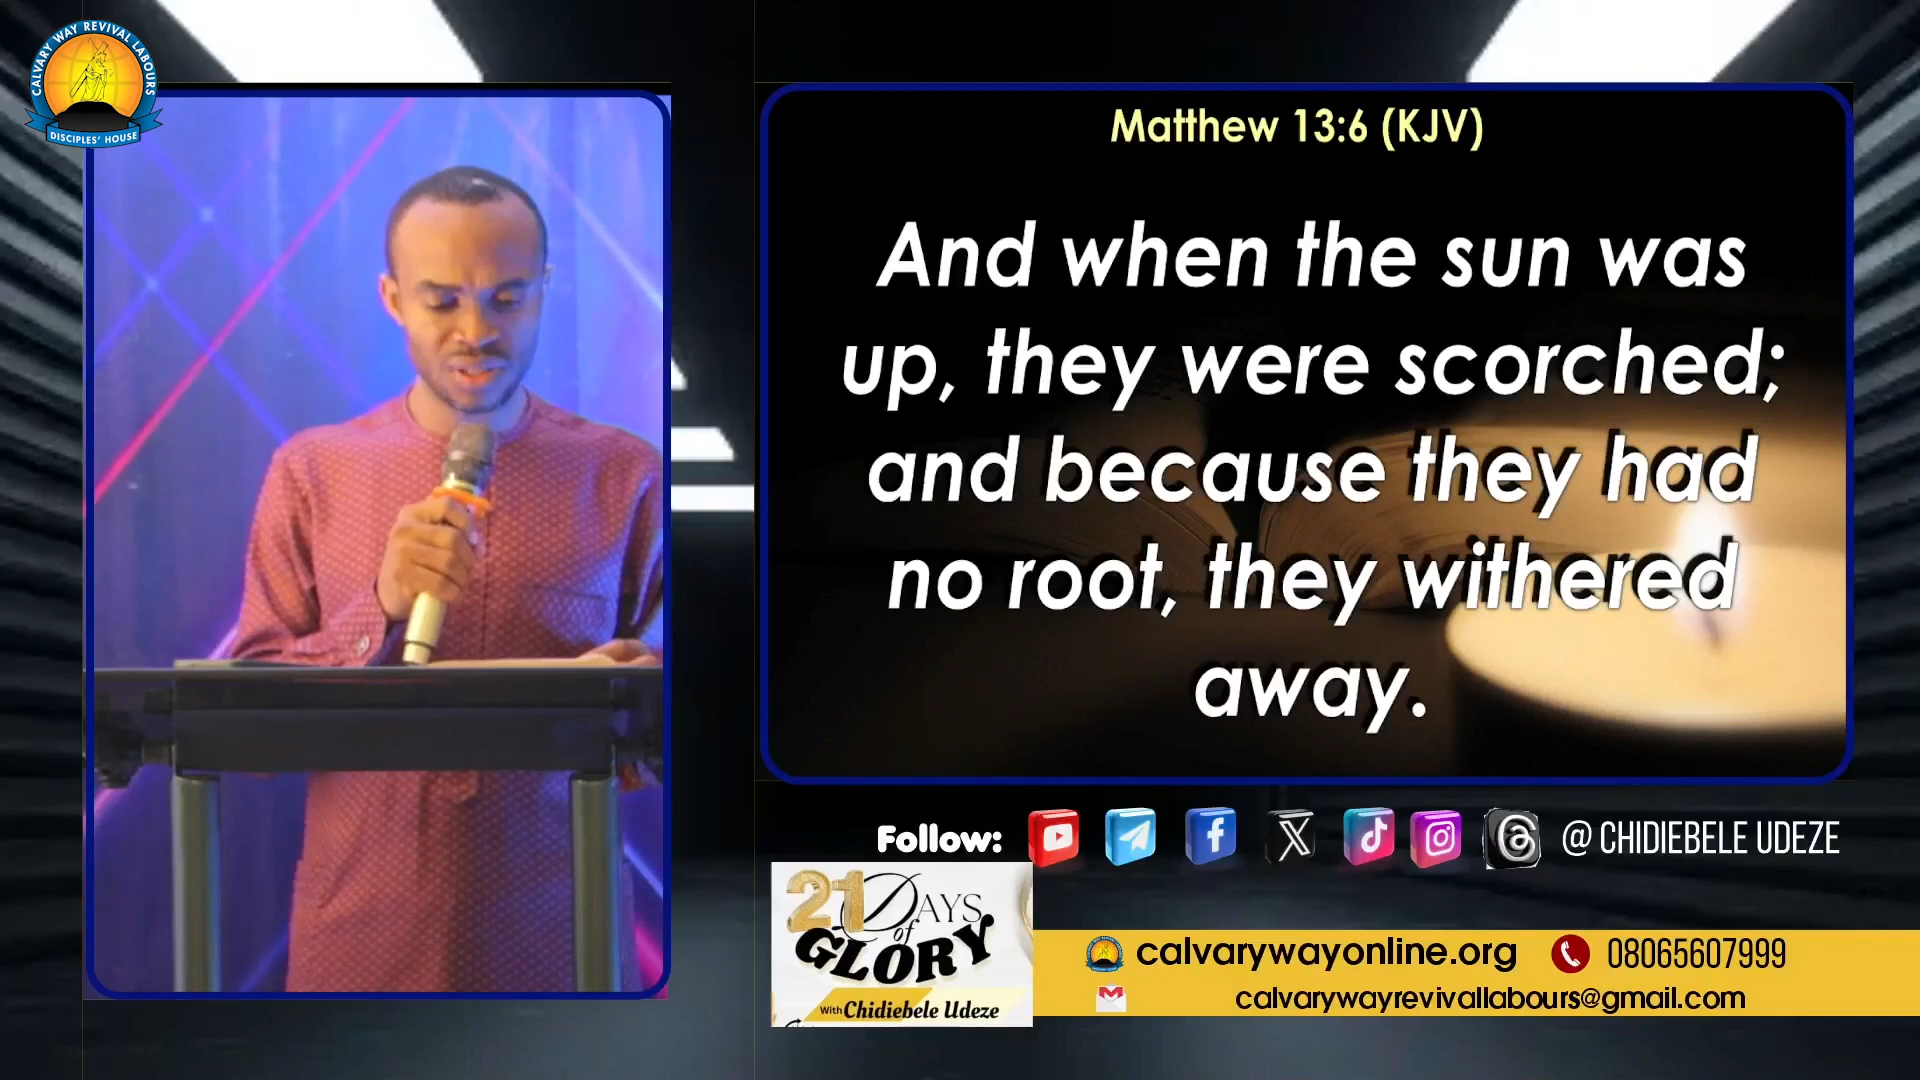 CALVARY WAY REVIVAL LABOURS
DISCIPLES' HOUSE
Matthew 13:6 (KJV)
And when the sun was
up, they were scorched;
and because they had
no root, they withered
away.
Follow:
@ CHIDIEBELE UDEZE
21 DAYS
of
GLORY
With Chidiebele Udeze
calvarywayonline.org 08065607999
calvarywayrevivallabours@gmail.com